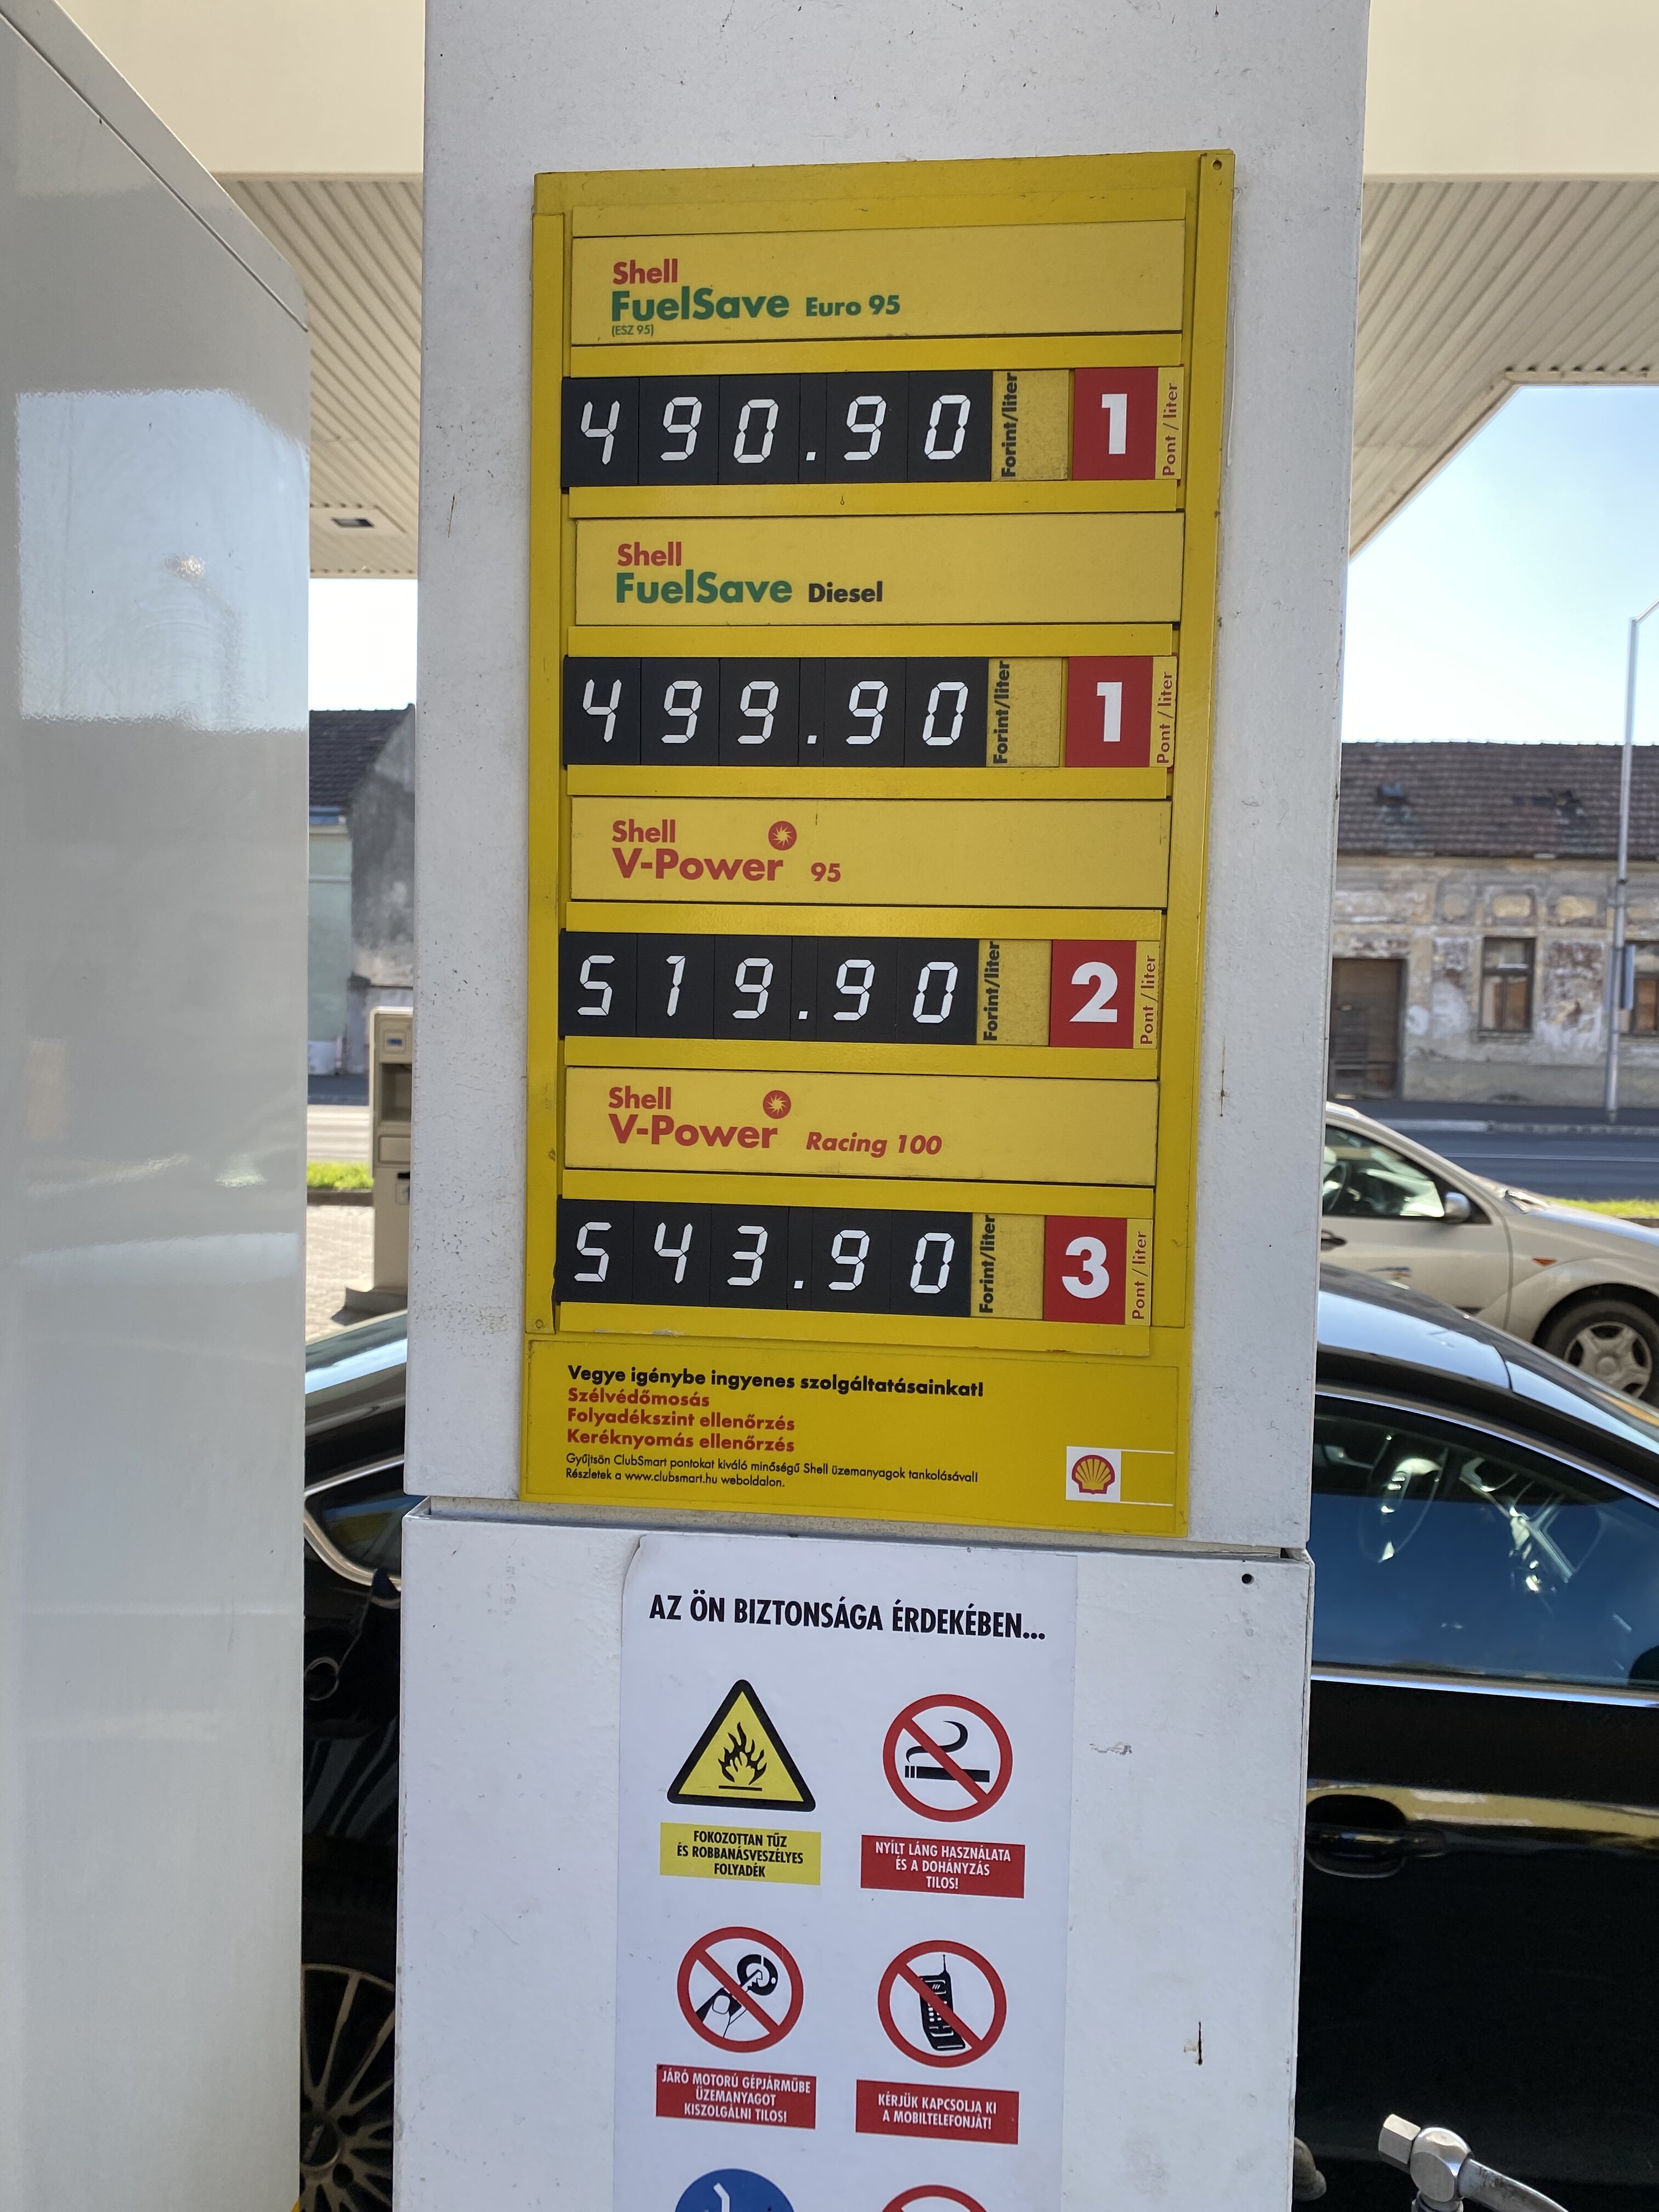 Shell
FuelSave Euro 95
(ESZ 95)
490.90 Forint/liter 1 Pont / liter
Shell
FuelSave Diesel
499.90 Forint/liter 1 Pont / liter
Shell
V-Power 95
519.90 Forint/liter 2 Pont / liter
Shell
V-Power Racing 100
543.90 Forint/liter 3 Pont / liter
Vegye igénybe ingyenes szolgáltatásainkat!
Szélvédőmosás
Folyadékszint ellenőrzés
Keréknyomás ellenőrzés
Gyűjtsön ClubSmart pontokat kiváló minőségű Shell üzemanyagok tankolásával!
Részletek a www.clubsmart.hu weboldalon.
AZ ÖN BIZTONSÁGA ÉRDEKÉBEN...
FOKOZOTTAN TŰZ
ÉS ROBBANÁSVESZÉLYES
FOLYADÉK
NYÍLT LÁNG HASZNÁLATA
ÉS A DOHÁNYZÁS
TILOS!
JÁRÓ MOTORÚ GÉPJÁRMŰBE
ÜZEMANYAGOT
KISZOLGÁLNI TILOS!
KÉRJÜK KAPCSOLJA KI
A MOBILTELEFONJÁT!